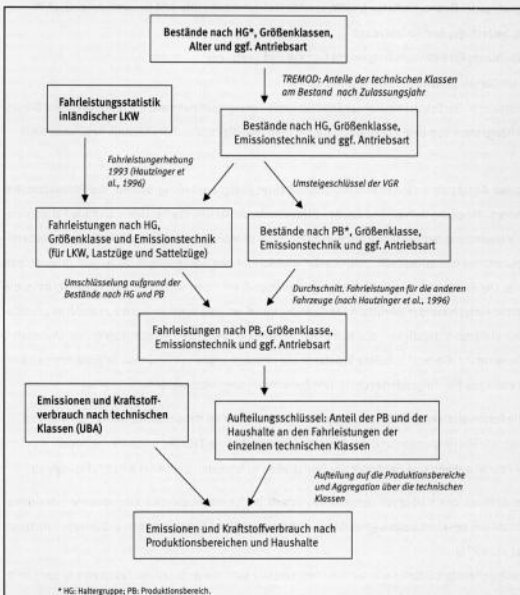 Bestände nach HG*, Größenklassen,
Alter und ggf. Antriebsart
TREMOD: Anteile der technischen Klassen
am Bestand nach Zulassungsjahr
Fahrleistungsstatistik
inländischer LKW
Bestände nach HG, Größenklasse,
Emissionstechnik und ggf. Antriebsart
Fahrleistungerhebung
1993 (Hautzinger et
al., 1996)
Umsteigeschlüssel der VGR
Fahrleistungen nach HG,
Größenklasse und Emissionstechnik
(für LKW, Lastzüge und Sattelzüge)
Bestände nach PB*, Größenklasse,
Emissionstechnik und ggf. Antriebsart
Umschlüsselung aufgrund der
Bestände nach HG und PB
Durchschnitt. Fahrleistungen für die anderen
Fahrzeuge (nach Hautzinger et al., 1996)
Fahrleistungen nach PB, Größenklasse,
Emissionstechnik und ggf. Antriebsart
Emissionen und Kraftstoff-
verbrauch nach technischen
Klassen (UBA)
Aufteilungsschlüssel: Anteil der PB und der
Haushalte an den Fahrleistungen der
einzelnen technischen Klassen
Aufteilung auf die Produktionsbereiche
und Aggregation über die technischen
Klassen
Emissionen und Kraftstoffverbrauch nach
Produktionsbereichen und Haushalte
* HG: Haltergruppe; PB: Produktionsbereich.